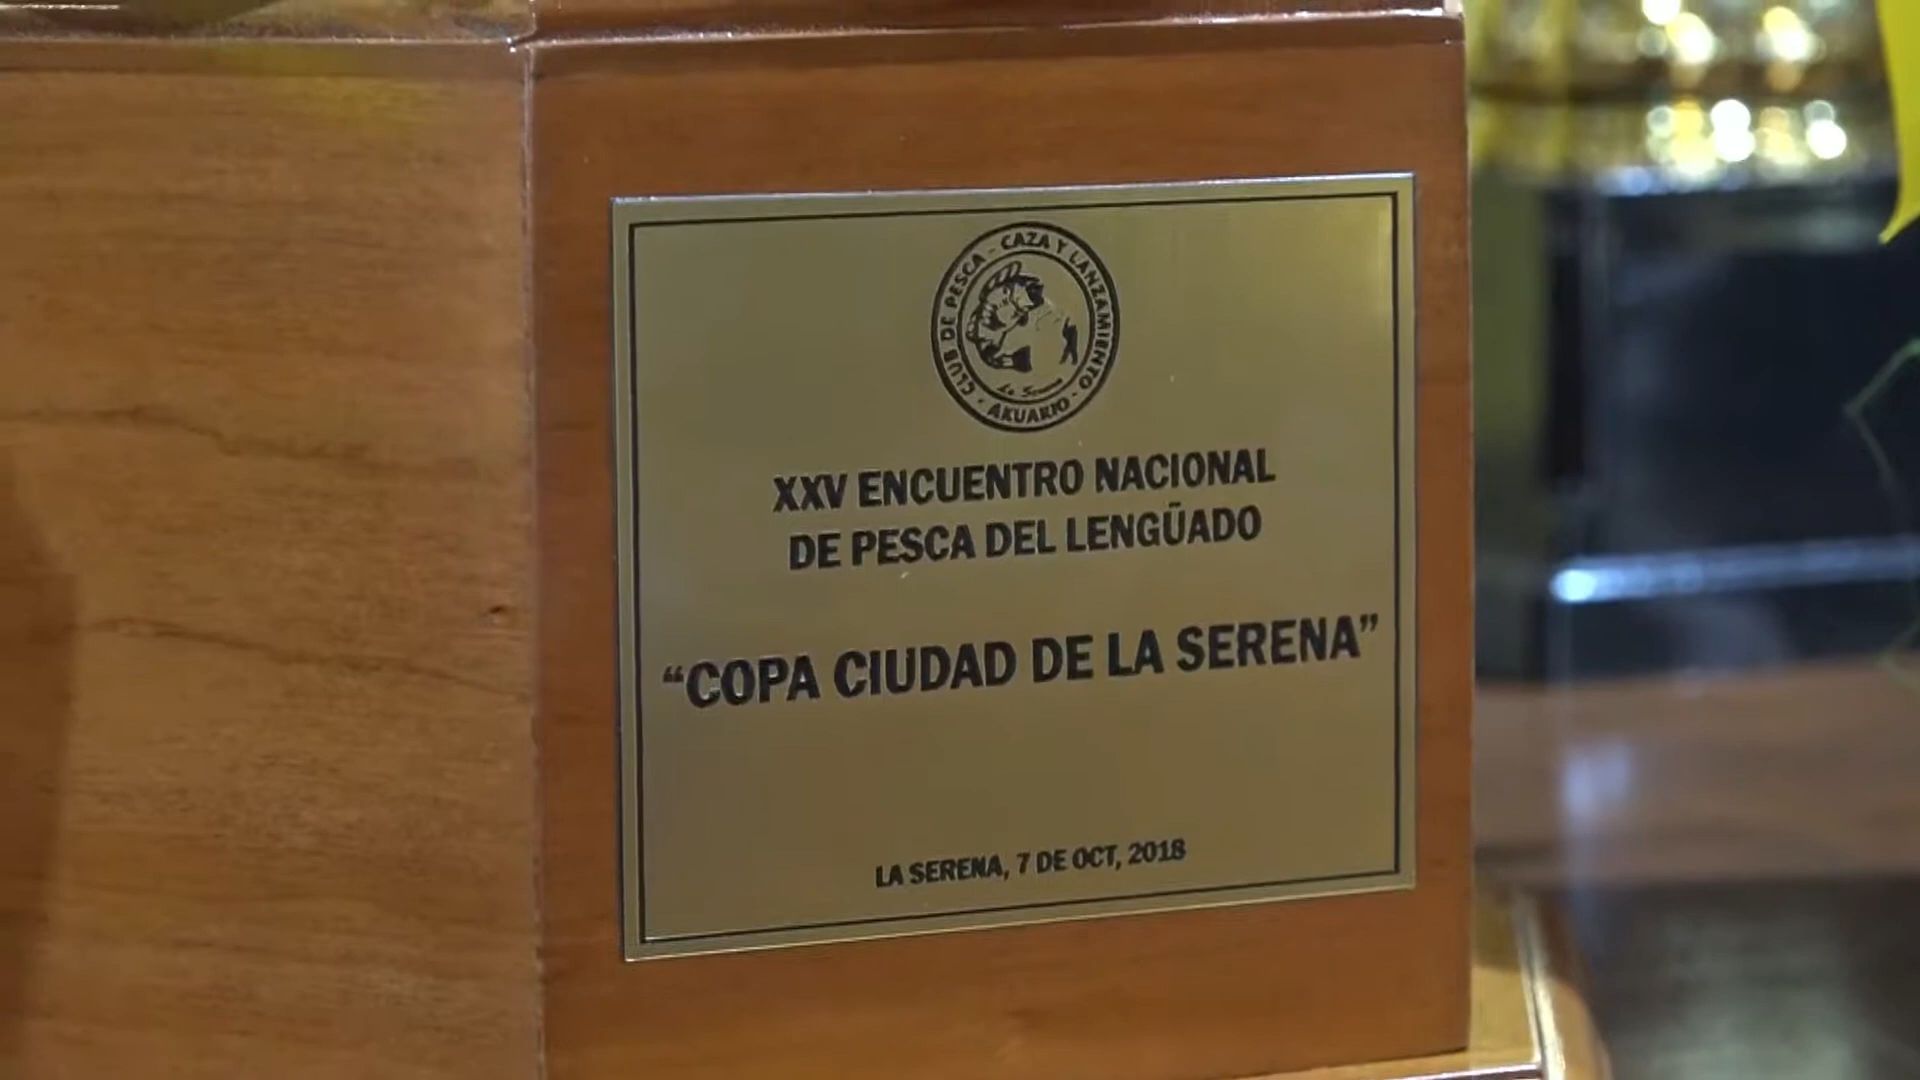 CLUB DE PESCA - CAZA Y LANZAMIENTO
La Serena
AKUARIO
XXV ENCUENTRO NACIONAL
DE PESCA DEL LENGÜADO
“COPA CIUDAD DE LA SERENA”
LA SERENA, 7 DE OCT, 2018